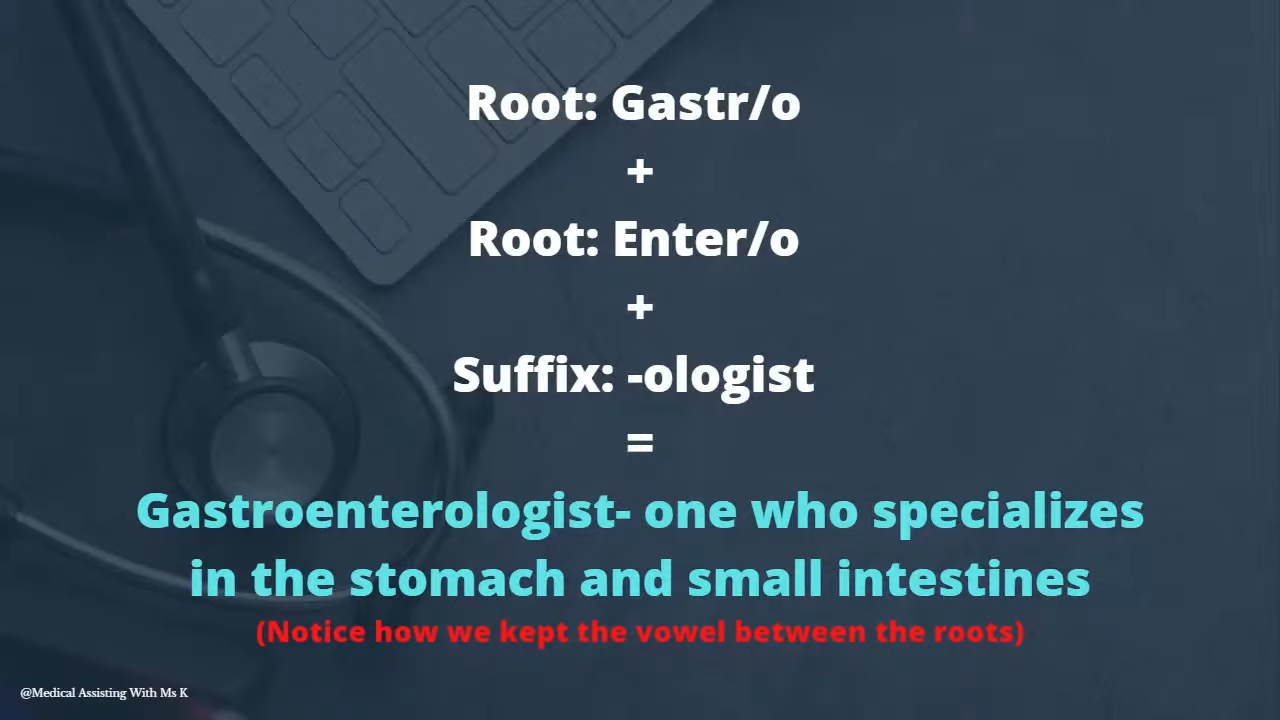 Root: Gastr/o
+
Root: Enter/o
+
Suffix: -ologist
=
Gastroenterologist- one who specializes
in the stomach and small intestines
(Notice how we kept the vowel between the roots)
@Medical Assisting With Ms K